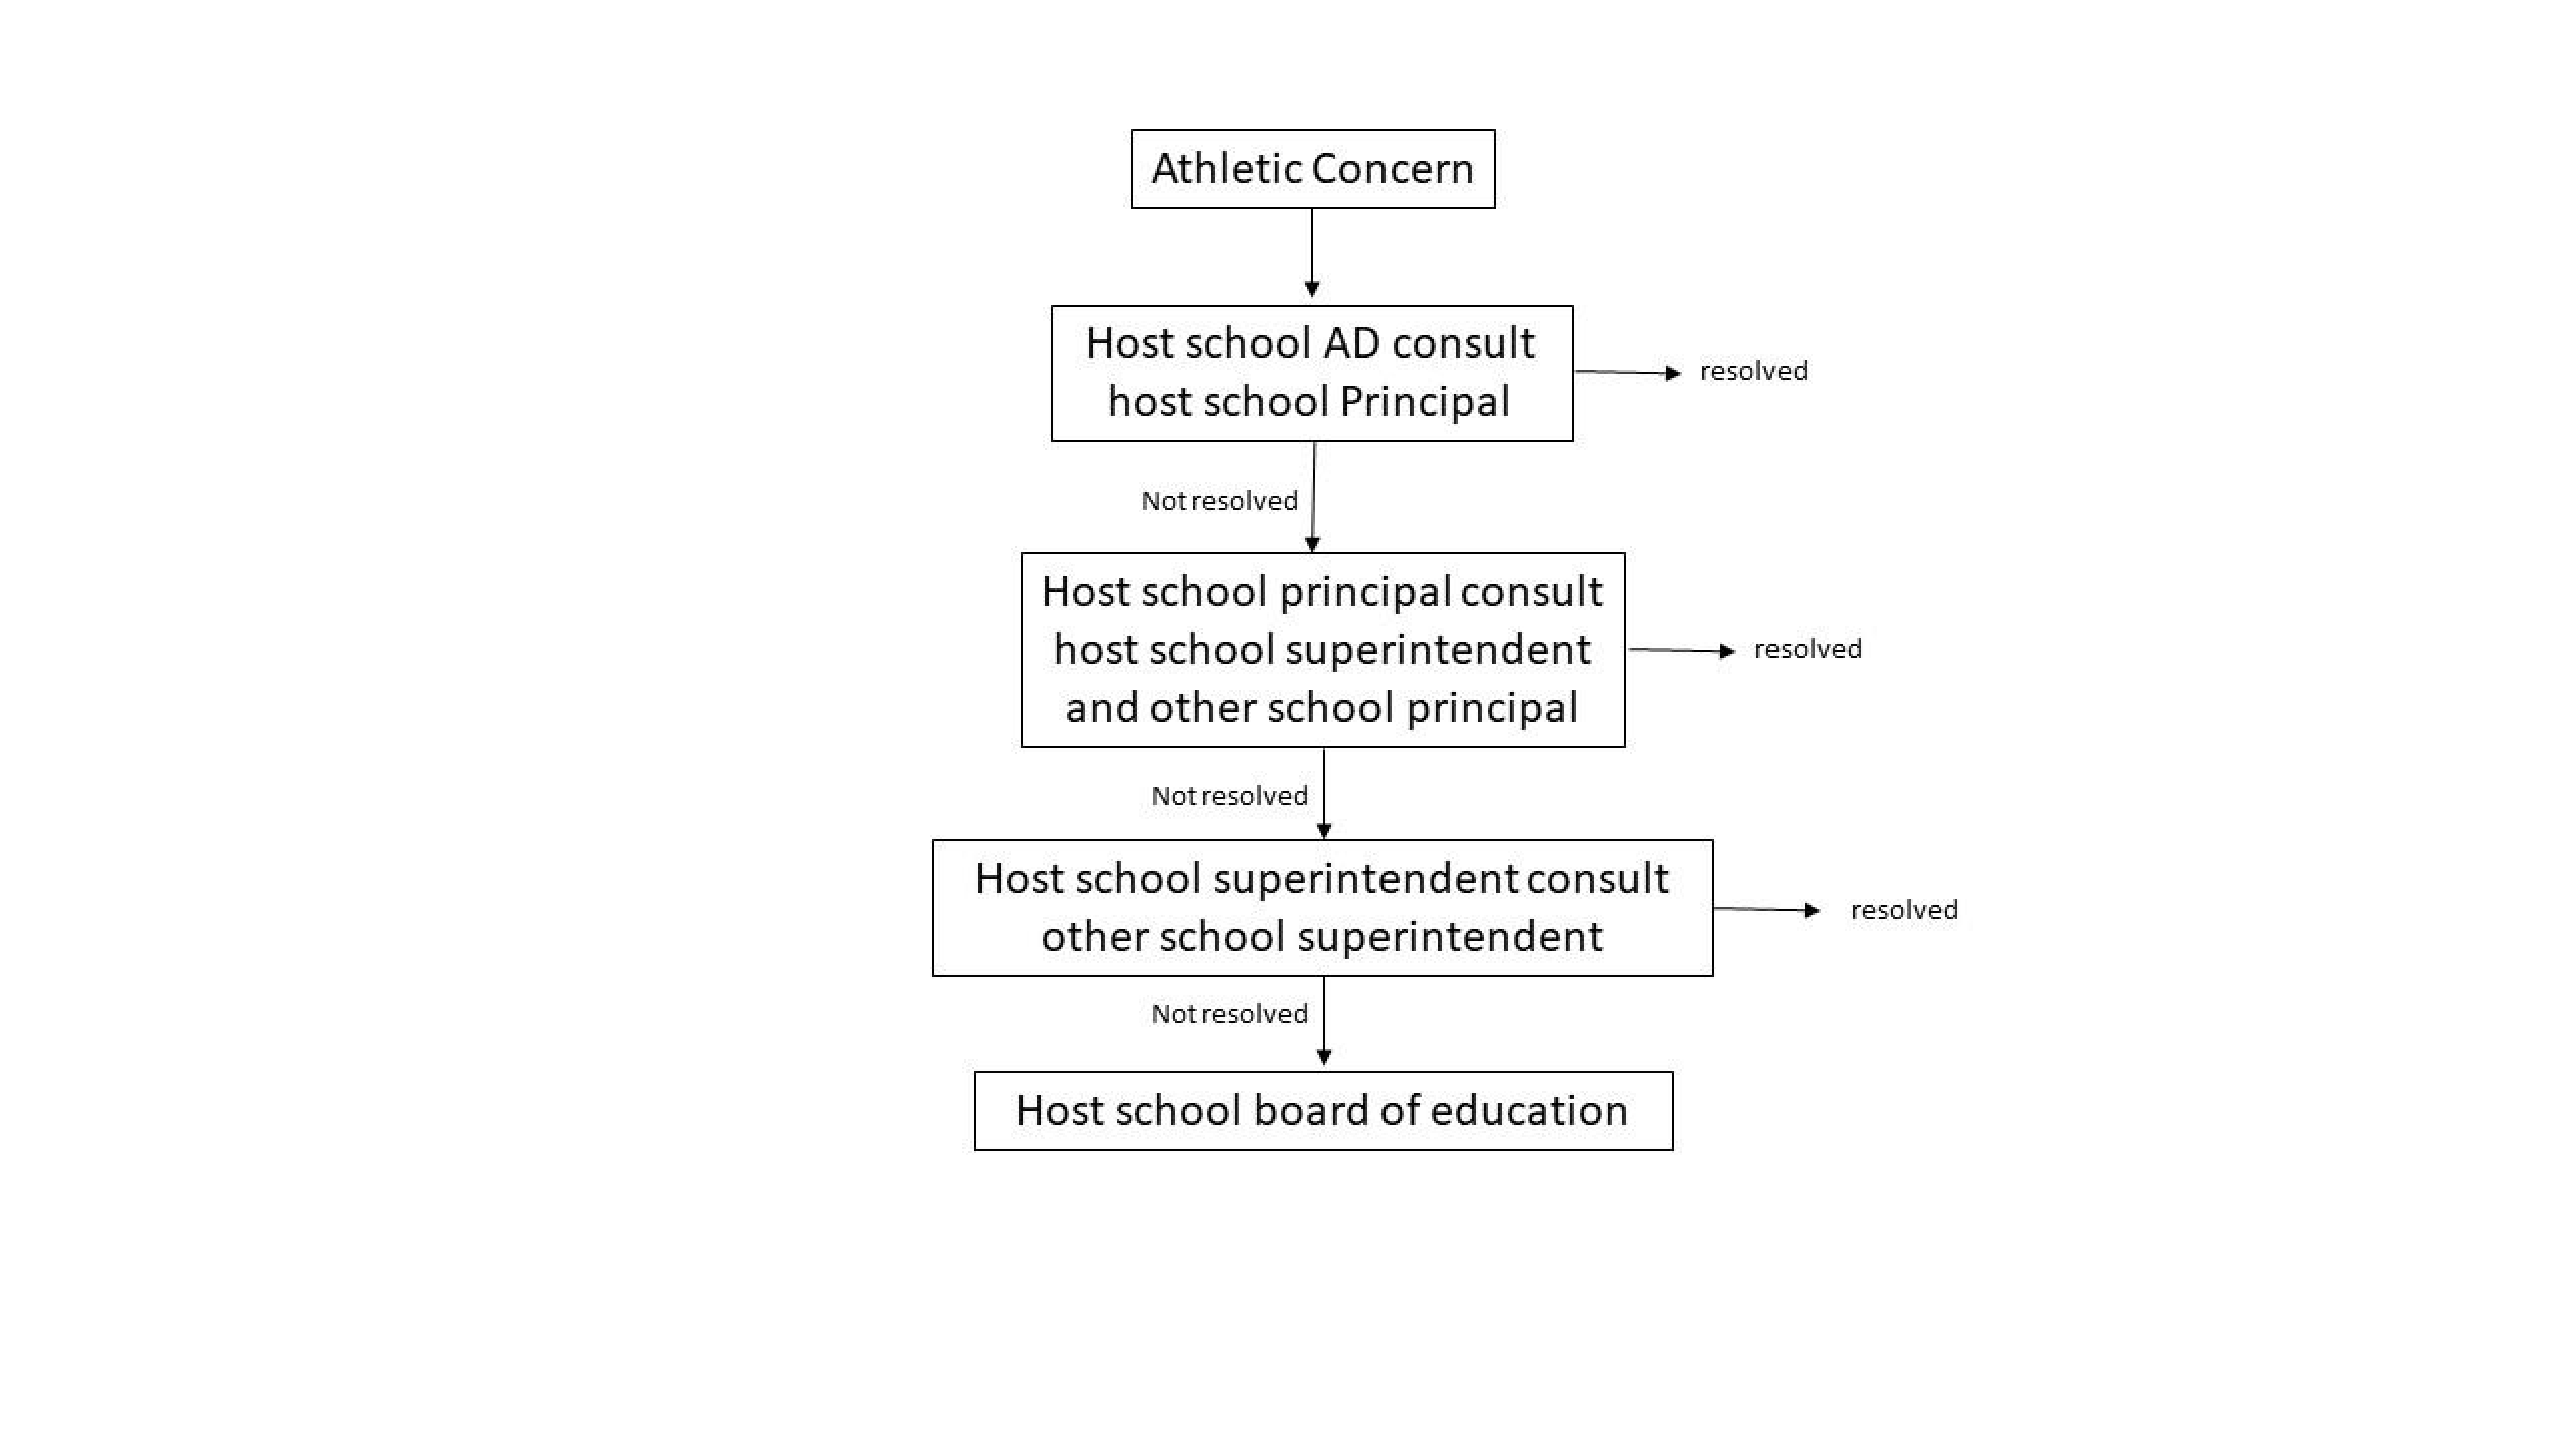 Athletic Concern
Host school AD consult
host school Principal
resolved
Not resolved
Host school principal consult
host school superintendent
and other school principal
resolved
Not resolved
Host school superintendent consult
other school superintendent
resolved
Not resolved
Host school board of education